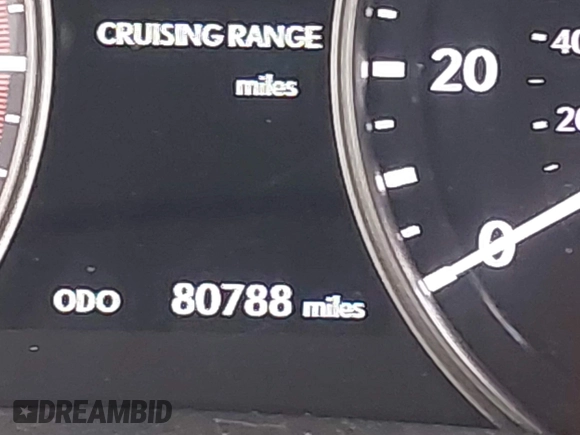 CRUISING RANGE
miles
20
40
20
0
ODO 80788 miles
DREAMBID